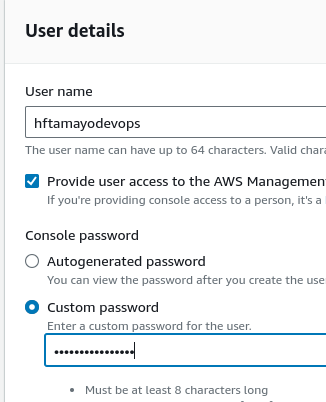 User details
User name
hftamayodevops
The user name can have up to 64 characters. Valid
Provide user access to the AWS
If you're providing console access to a person, it's a
Console password
Autogenerated password
You can view the password after you create the
Custom password
Enter a custom password for the user.
••••••••••••••••
• Must be at least 8 characters long